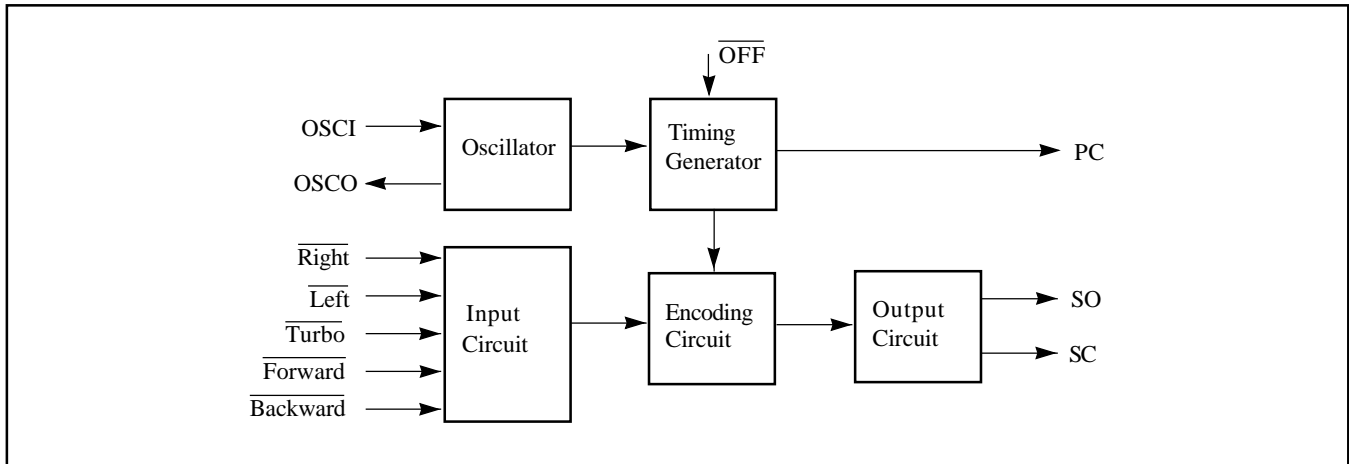 OFF
OSCI
OSCO
Oscillator
Timing
Generator
PC
Right
Left
Turbo
Forward
Backward
Input
Circuit
Encoding
Circuit
Output
Circuit
SO
SC